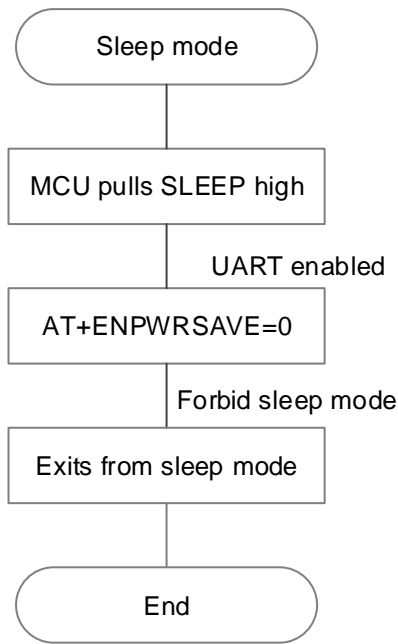 Sleep mode
MCU pulls SLEEP high
UART enabled
AT+ENPWRSAVE=0
Forbid sleep mode
Exits from sleep mode
End